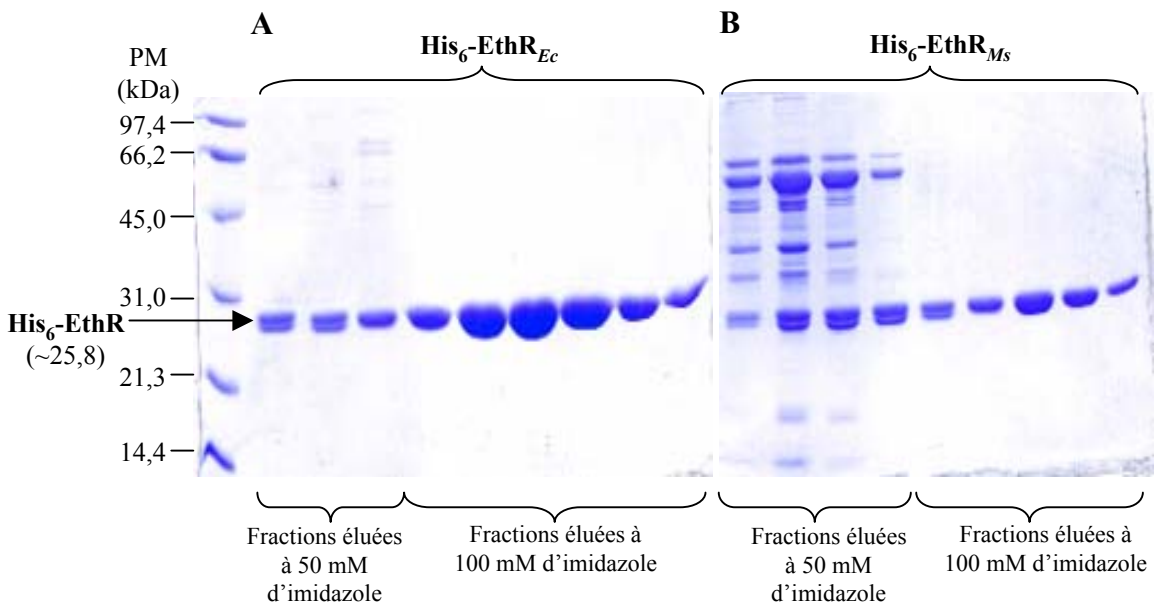 A
His6-EthREc
B
His6-EthRMs
PM
(kDa)
97,4
66,2
45,0
31,0
His6-EthR
(~25,8)
21,3
14,4
Fractions éluées
à 50 mM
d'imidazole
Fractions éluées à
100 mM d'imidazole
Fractions éluées
à 50 mM
d'imidazole
Fractions éluées à
100 mM d'imidazole